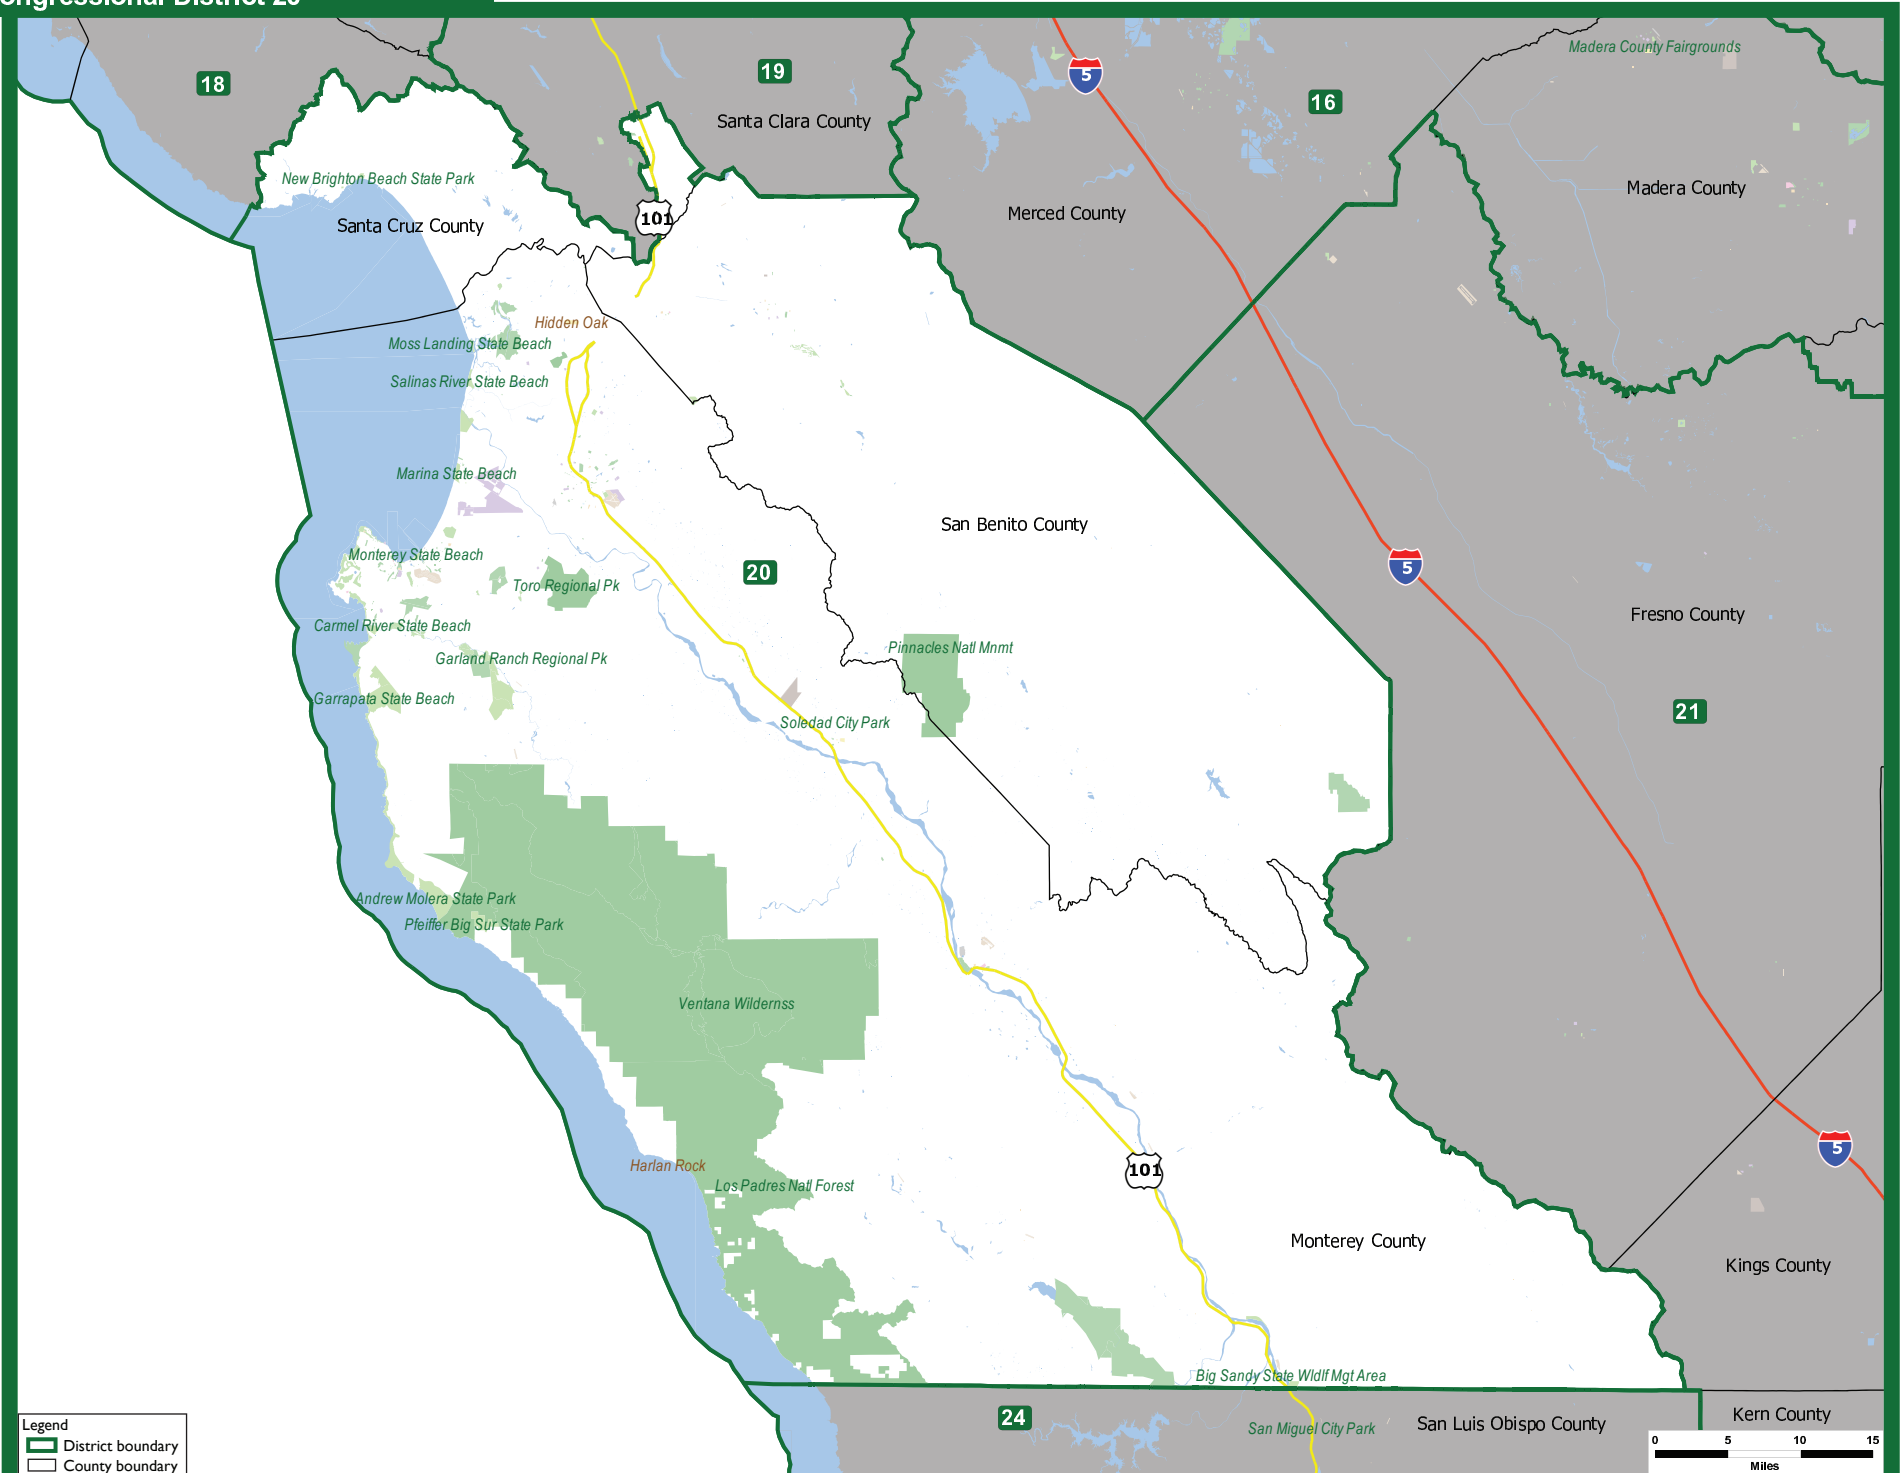 ongressional District 20
18
19
Santa Clara County
5
16
Madera County Fairgrounds
Madera County
Merced County
New Brighton Beach State Park
Santa Cruz County
101
Hidden Oak
Moss Landing State Beach
Salinas River State Beach
Marina State Beach
Monterey State Beach
Toro Regional Pk
20
San Benito County
5
Fresno County
Carmel River State Beach
Garland Ranch Regional Pk
Pinnacles Natl Mnmt
Garrapata State Beach
Soledad City Park
21
Andrew Molera State Park
Pfeiffer Big Sur State Park
Ventana Wildernss
Harlan Rock
Los Padres Natl Forest
101
5
Monterey County
Kings County
Big Sandy State Wldlf Mgt Area
24
San Miguel City Park
San Luis Obispo County
Kern County
Legend
District boundary
County boundary
0 5 10 15
Miles